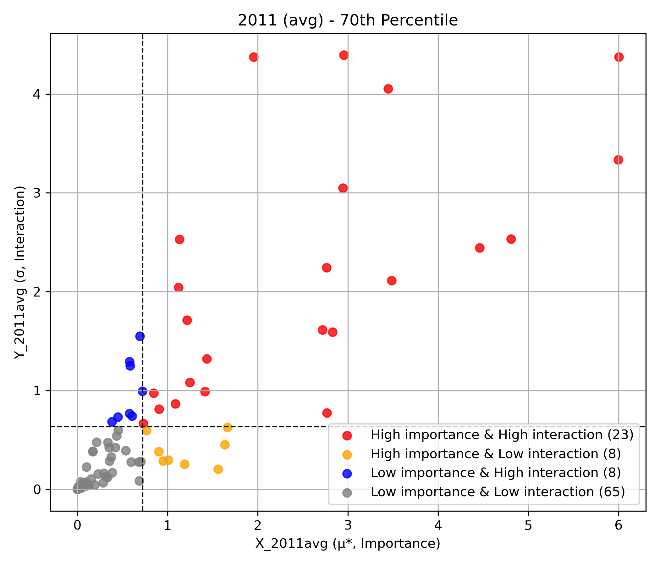 2011 (avg) - 70th Percentile
4
3
2
1
0
Y_2011avg (σ, Interaction)
High importance & High interaction (23)
High importance & Low interaction (8)
Low importance & High interaction (8)
Low importance & Low interaction (65)
0 1 2 3 4 5 6
X_2011avg (μ*, Importance)